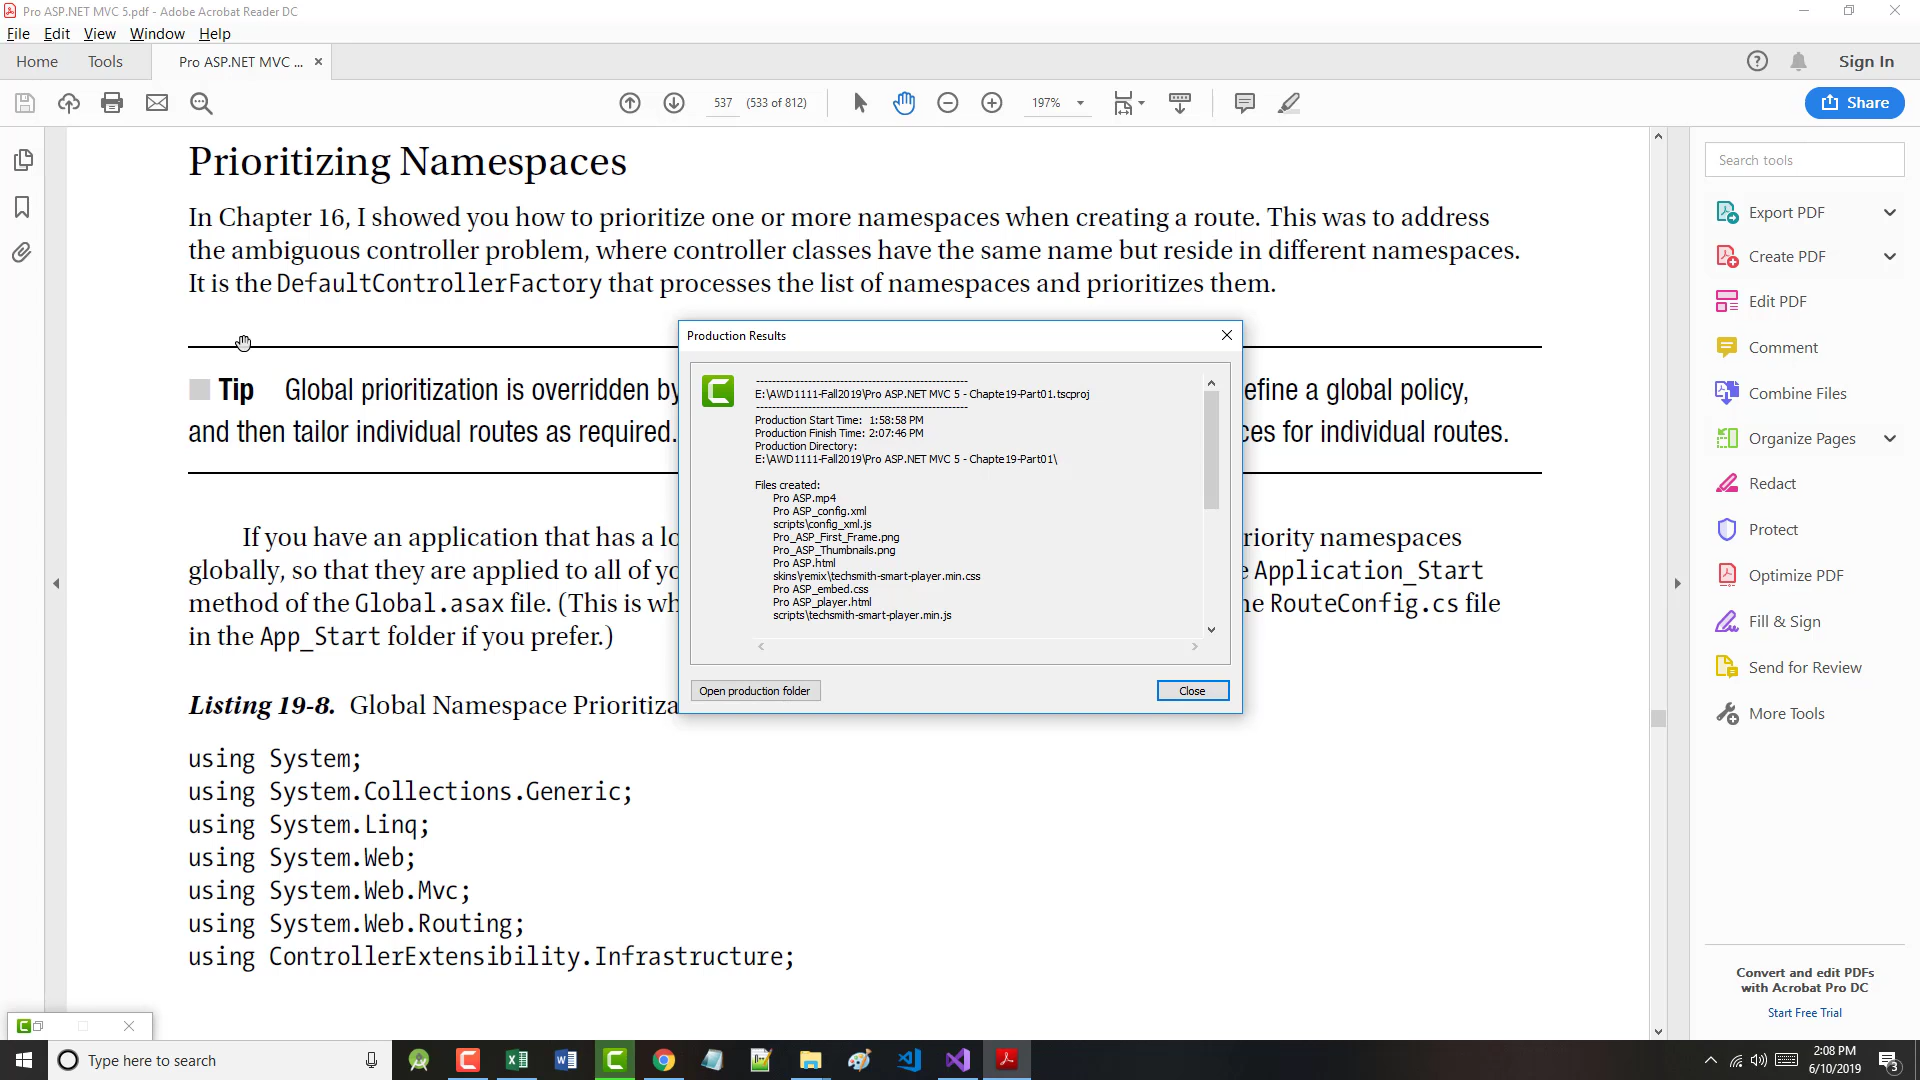 Pro ASP.NET MVC 5.pdf - Adobe Acrobat Reader DC
File Edit View Window Help
Home Tools Pro ASP.NET MVC ... × Sign In
537 (533 of 812) 197% Share
Prioritizing Namespaces
In Chapter 16, I showed you how to prioritize one or more namespaces when creating a route. This was to address
the ambiguous controller problem, where controller classes have the same name but reside in different namespaces.
It is the DefaultControllerFactory that processes the list of namespaces and prioritizes them.
Tip Global prioritization is overridden by
efine a global policy,
and then tailor individual routes as required.
ces for individual routes.
If you have an application that has a lo
riority namespaces
globally, so that they are applied to all of yo
e Application_Start
method of the Global.asax file. (This is wh
he RouteConfig.cs file
in the App_Start folder if you prefer.)
Listing 19-8. Global Namespace Prioritiza
using System;
using System.Collections.Generic;
using System.Linq;
using System.Web;
using System.Web.Mvc;
using System.Web.Routing;
using ControllerExtensibility.Infrastructure;
Production Results
--------------------------------------------------------
E:\AWD1111-Fall2019\Pro ASP.NET MVC 5 - Chapte19-Part01.tscproj
--------------------------------------------------------
Production Start Time: 1:58:58 PM
Production Finish Time: 2:07:46 PM
Production Directory:
E:\AWD1111-Fall2019\Pro ASP.NET MVC 5 - Chapte19-Part01\
Files created:
Pro ASP.mp4
Pro ASP_config.xml
scripts\config_xml.js
Pro_ASP_First_Frame.png
Pro_ASP_Thumbnails.png
Pro ASP.html
skins\remix\techsmith-smart-player.min.css
Pro ASP_embed.css
Pro ASP_player.html
scripts\techsmith-smart-player.min.js
Open production folder Close
Search tools
Export PDF
Create PDF
Edit PDF
Comment
Combine Files
Organize Pages
Redact
Protect
Optimize PDF
Fill & Sign
Send for Review
More Tools
Convert and edit PDFs
with Acrobat Pro DC
Start Free Trial
Type here to search
2:08 PM
6/10/2019
3